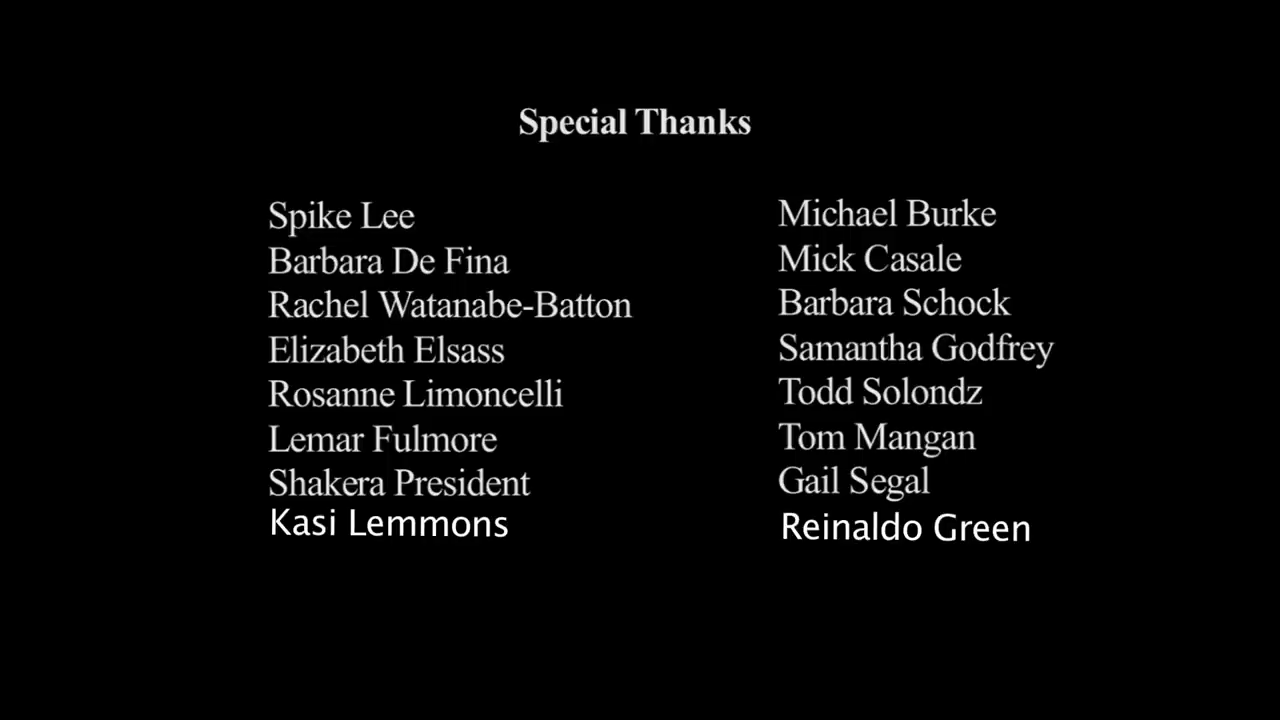 Special Thanks
Spike Lee
Barbara De Fina
Rachel Watanabe-Batton
Elizabeth Elsass
Rosanne Limoncelli
Lemar Fulmore
Shakera President
Kasi Lemmons
Michael Burke
Mick Casale
Barbara Schock
Samantha Godfrey
Todd Solondz
Tom Mangan
Gail Segal
Reinaldo Green